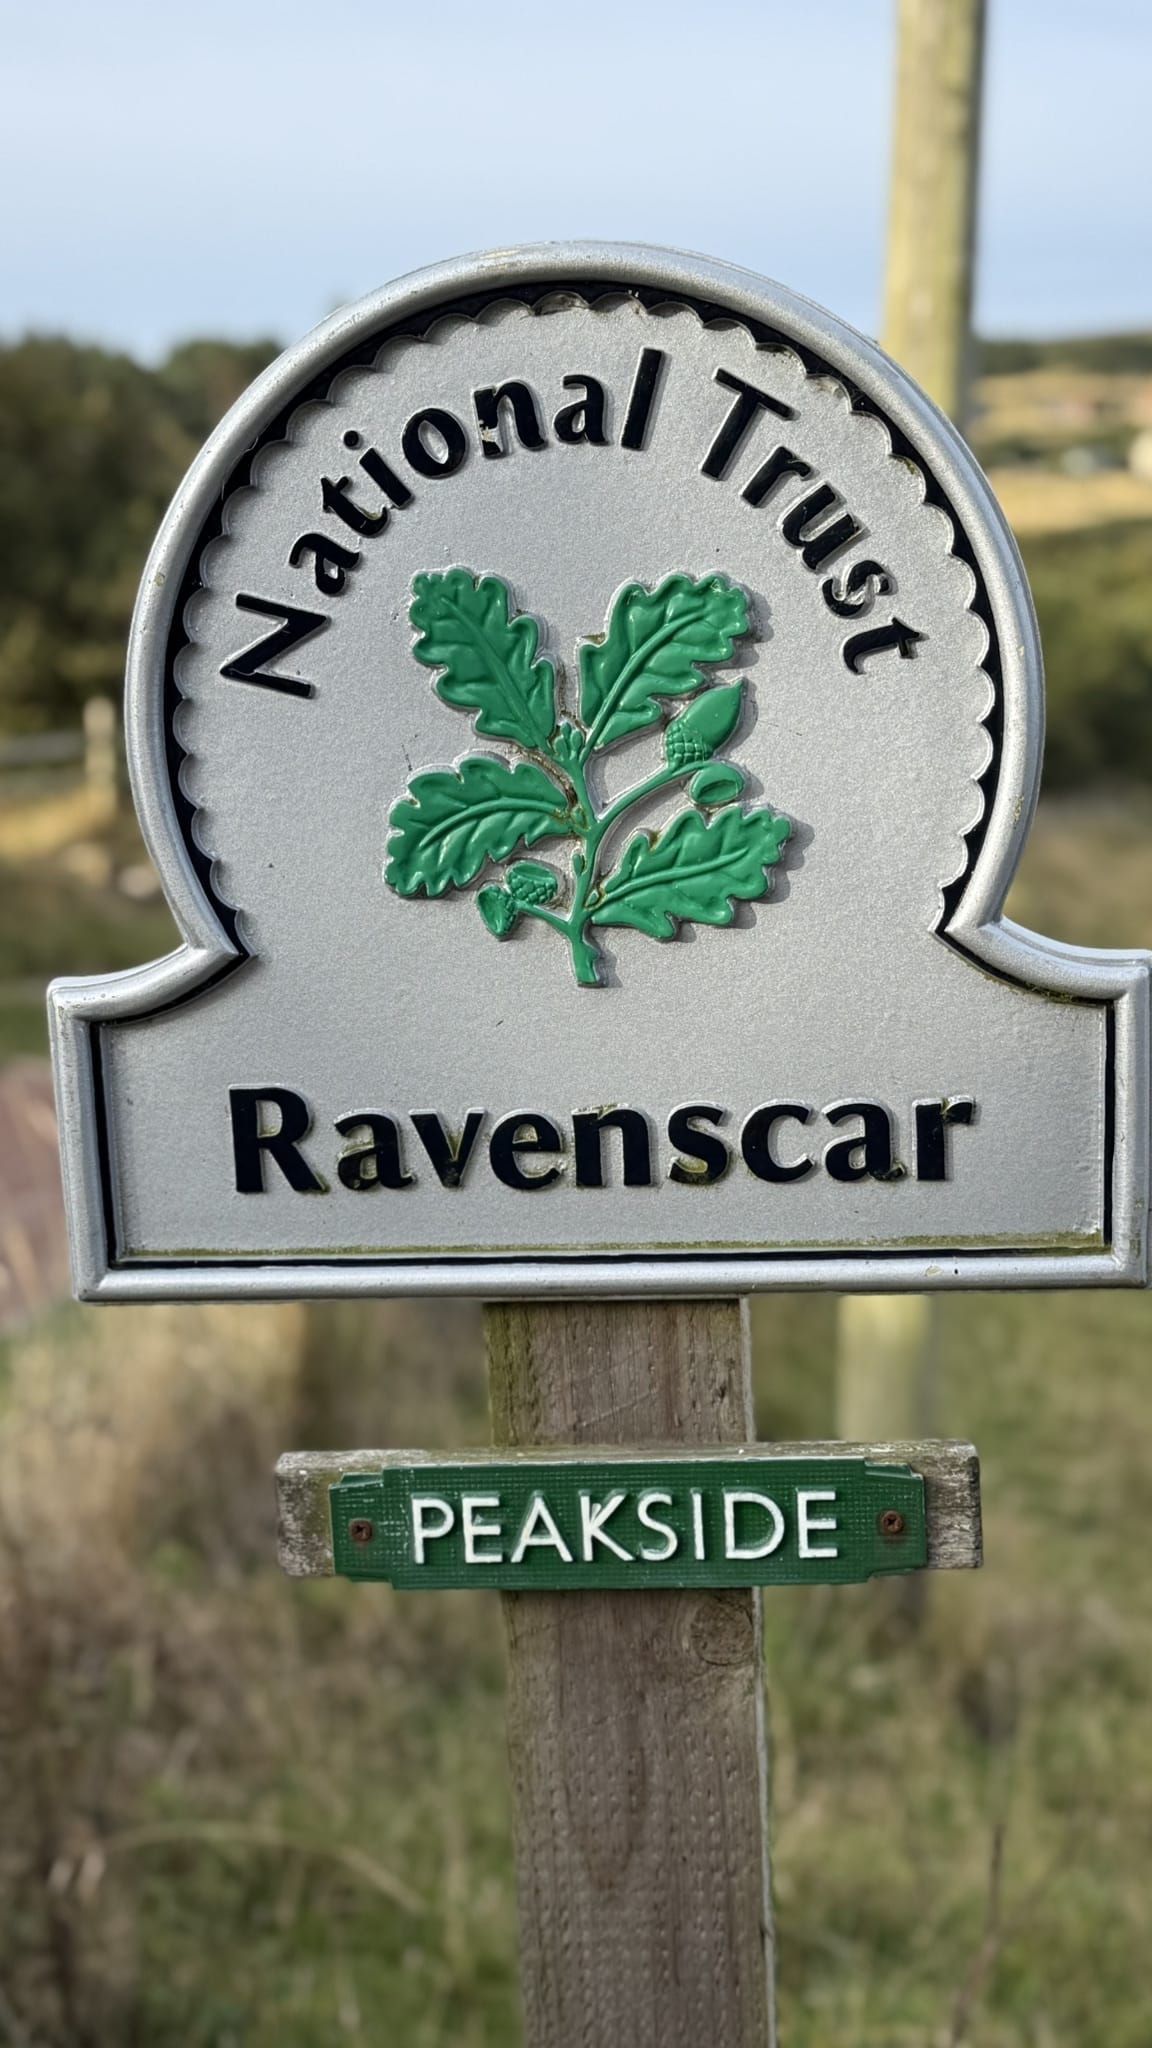 National Trust
Ravenscar
PEAKSIDE